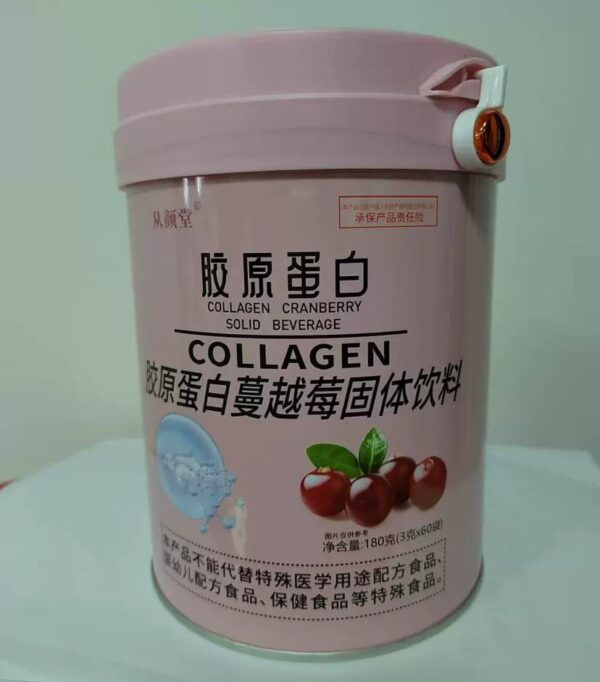 从颜堂®
承保产品责任险
胶原蛋白
COLLAGEN CRANBERRY
SOLID BEVERAGE
COLLAGEN
胶原蛋白蔓越莓固体饮料
图片仅供参考
净含量:180克(3克x60袋)
本产品不能代替特殊医学用途配方食品、
婴幼儿配方食品、保健食品等特殊食品。